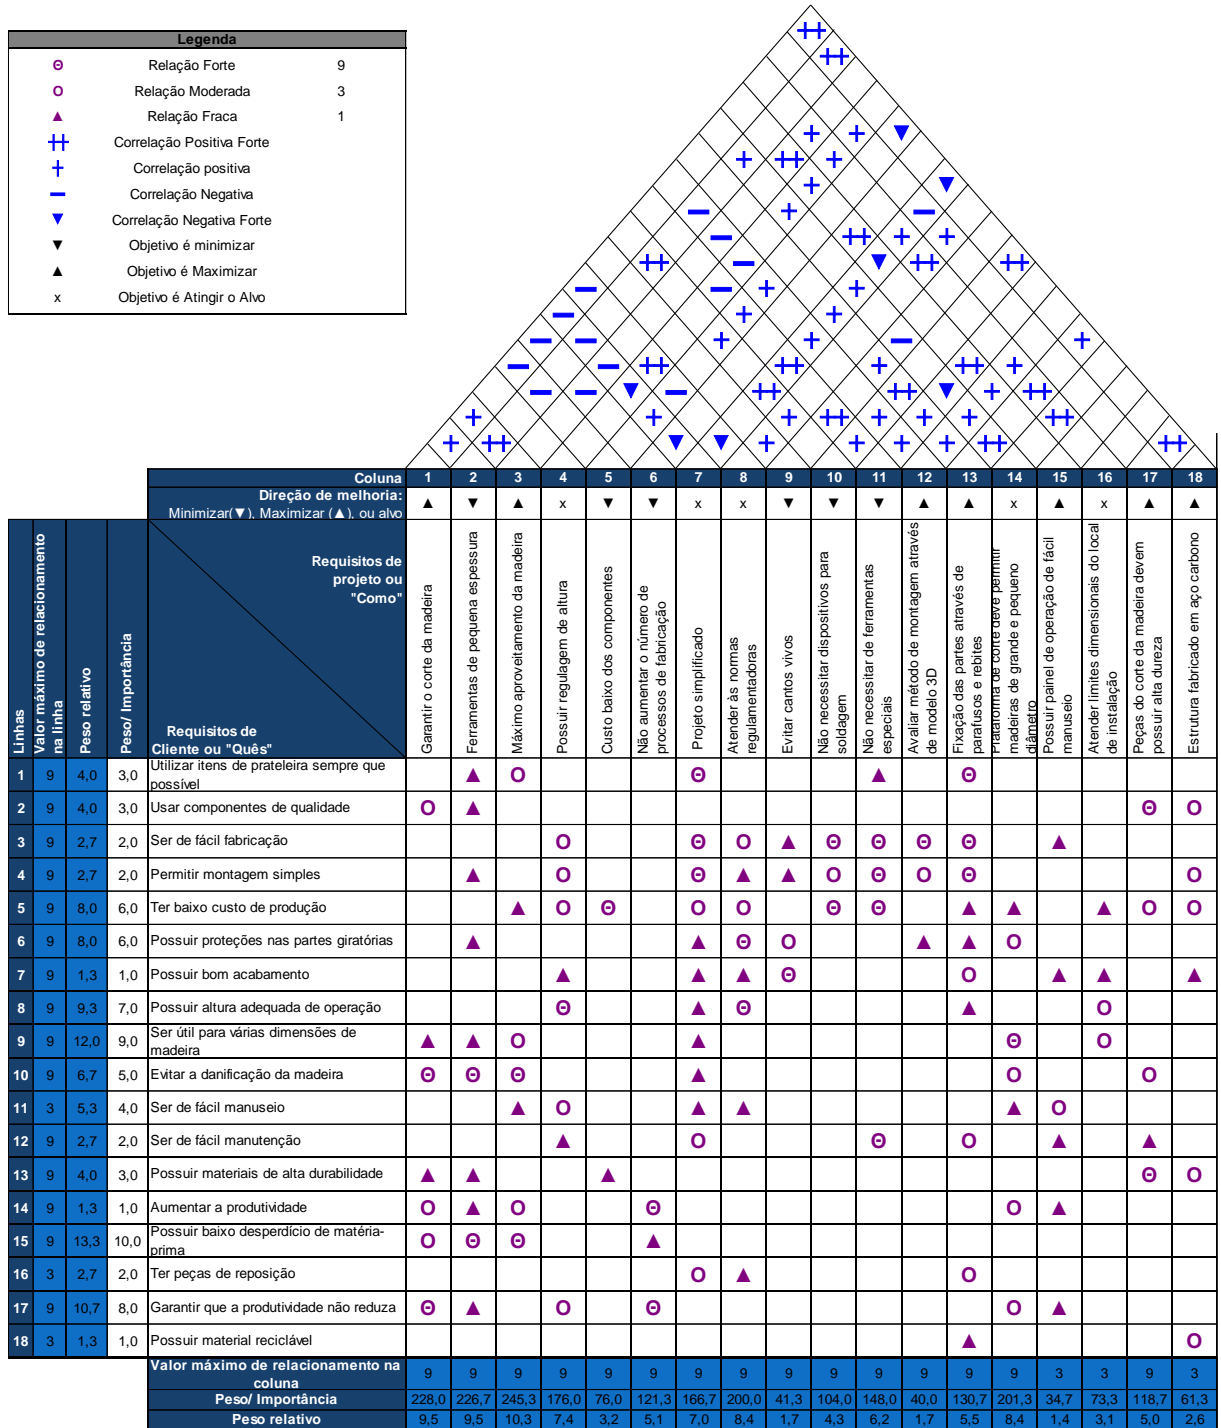 Legenda
Θ Relação Forte 9
O Relação Moderada 3
▲ Relação Fraca 1
++ Correlação Positiva Forte
+ Correlação positiva
− Correlação Negativa
▼ Correlação Negativa Forte
▼ Objetivo é minimizar
▲ Objetivo é Maximizar
x Objetivo é Atingir o Alvo
Coluna 1 2 3 4 5 6 7 8 9 10 11 12 13 14 15 16 17 18
Direção de melhoria:
Minimizar(▼), Maximizar (▲), ou alvo ▲ ▼ ▲ x ▼ ▼ x x ▼ ▼ ▼ ▲ ▲ x ▲ x ▲ ▲
Linhas
Valor máximo de relacionamento
na linha
Peso relativo
Peso/ Importância
Requisitos de
projeto ou
"Como"
Requisitos de
Cliente ou "Quês"
Garantir o corte da madeira
Ferramentas de pequena espessura
Máximo aproveitamento da madeira
Possuir regulagem de altura
Custo baixo dos componentes
Não aumentar o número de
processos de fabricação
Projeto simplificado
Atender as normas
regulamentadoras
Evitar cantos vivos
Não necessitar dispositivos para
soldagem
Não necessitar de ferramentas
especiais
Avaliar método de montagem através
de modelo 3D
Fixação das partes através de
parafusos e rebites
Plataforma de corte deve permitir
madeiras de grande e pequeno
diâmetro
Possuir painel de operação de fácil
manuseio
Atender limites dimensionais do local
de instalação
Peças do corte da madeira devem
possuir alta dureza
Estrutura fabricado em aço carbono
1 9 4,0 3,0 Utilizar itens de prateleira sempre que
possível ▲ O Θ ▲ Θ
2 9 4,0 3,0 Usar componentes de qualidade O ▲ Θ O
3 9 2,7 2,0 Ser de fácil fabricação O Θ O ▲ Θ Θ Θ Θ ▲
4 9 2,7 2,0 Permitir montagem simples ▲ O Θ ▲ ▲ O Θ O Θ O
5 9 8,0 6,0 Ter baixo custo de produção ▲ O Θ O O Θ Θ ▲ ▲ ▲ O O
6 9 8,0 6,0 Possuir proteções nas partes giratórias ▲ ▲ Θ O ▲ ▲ O
7 9 1,3 1,0 Possuir bom acabamento ▲ ▲ ▲ Θ O ▲ ▲ ▲
8 9 9,3 7,0 Possuir altura adequada de operação Θ ▲ Θ ▲ O
9 9 12,0 9,0 Ser útil para várias dimensões de
madeira ▲ ▲ O ▲ Θ O
10 9 6,7 5,0 Evitar a danificação da madeira Θ Θ Θ ▲ O O
11 3 5,3 4,0 Ser de fácil manuseio ▲ O ▲ ▲ ▲ O
12 9 2,7 2,0 Ser de fácil manutenção ▲ O Θ O ▲ ▲
13 9 4,0 3,0 Possuir materiais de alta durabilidade ▲ ▲ ▲ Θ O
14 9 1,3 1,0 Aumentar a produtividade O ▲ O Θ O ▲
15 9 13,3 10,0 Possuir baixo desperdício de matéria-
prima O Θ Θ ▲
16 3 2,7 2,0 Ter peças de reposição O ▲ O
17 9 10,7 8,0 Garantir que a produtividade não reduza Θ ▲ O Θ O ▲
18 3 1,3 1,0 Possuir material reciclável ▲ O
Valor máximo de relacionamento na
coluna 9 9 9 9 9 9 9 9 9 9 9 9 9 9 3 3 9 3
Peso/ Importância 228,0 226,7 245,3 176,0 76,0 121,3 166,7 200,0 41,3 104,0 148,0 40,0 130,7 201,3 34,7 73,3 118,7 61,3
Peso relativo 9,5 9,5 10,3 7,4 3,2 5,1 7,0 8,4 1,7 4,3 6,2 1,7 5,5 8,4 1,4 3,1 5,0 2,6